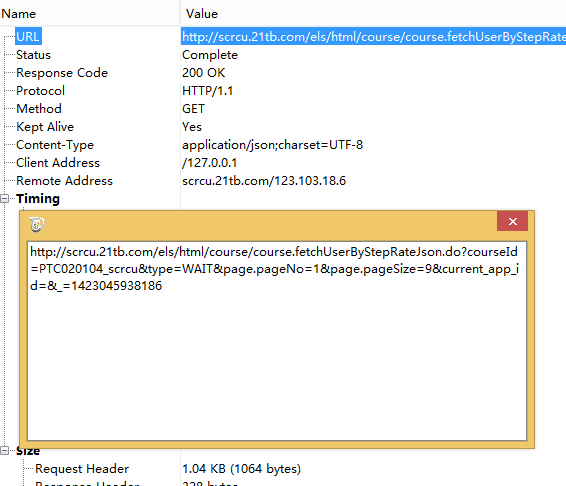 Name Value
URL http://scrcu.21tb.com/els/html/course/course.fetchUserByStepRate
Status Complete
Response Code 200 OK
Protocol HTTP/1.1
Method GET
Kept Alive Yes
Content-Type application/json;charset=UTF-8
Client Address /127.0.0.1
Remote Address scrcu.21tb.com/123.103.18.6
Timing
http://scrcu.21tb.com/els/html/course/course.fetchUserByStepRateJson.do?courseId
=PTC020104_scrcu&type=WAIT&page.pageNo=1&page.pageSize=9&current_app_i
d=&_=1423045938186
Size
Request Header 1.04 KB (1064 bytes)
Response Header 238 bytes